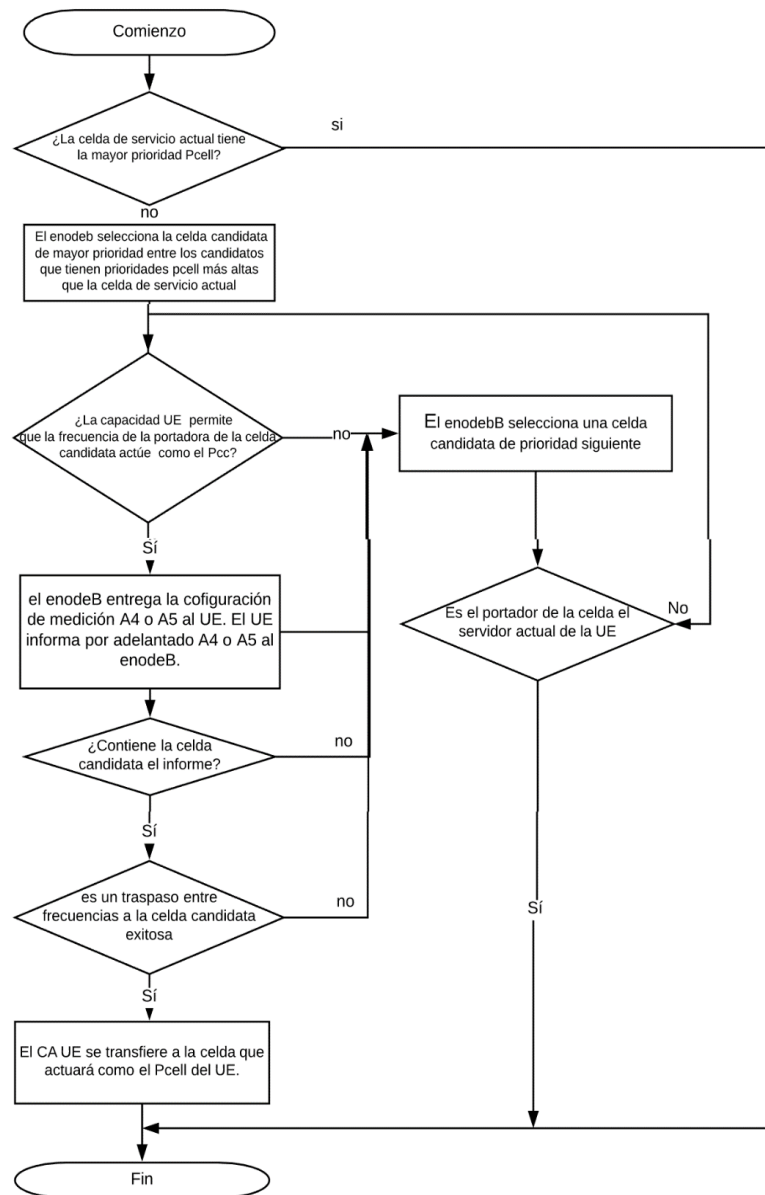 Comienzo
si
¿La celda de servicio actual tiene
la mayor prioridad Pcell?
no
El enodeb selecciona la celda candidata
de mayor prioridad entre los candidatos
que tienen prioridades pcell más altas
que la celda de servicio actual
¿La capacidad UE permite
que la frecuencia de la portadora de la celda
candidata actúe como el Pcc?
no
El enodebB selecciona una celda
candidata de prioridad siguiente
Sí
el enodeB entrega la cofiguración
de medición A4 o A5 al UE. El UE
informa por adelantado A4 o A5 al
enodeB.
Es el portador de la celda el
servidor actual de la UE
No
¿Contiene la celda
candidata el informe?
no
Sí
es un traspaso entre
frecuencias a la celda candidata
exitosa
no
Sí
Sí
El CA UE se transfiere a la celda que
actuará como el Pcell del UE.
Fin